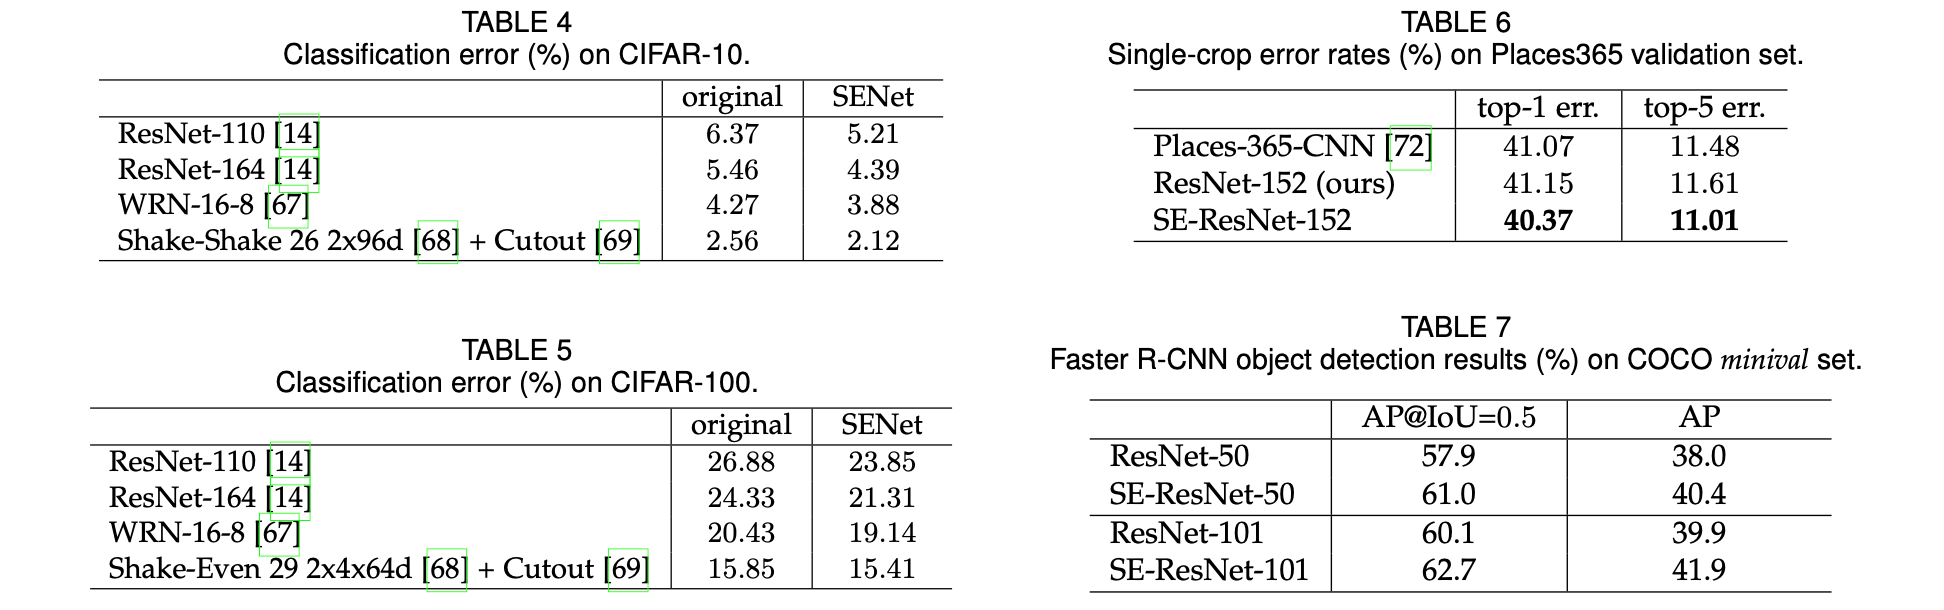 TABLE 4
Classification error (%) on CIFAR-10.
original SENet
ResNet-110 [14] 6.37 5.21
ResNet-164 [14] 5.46 4.39
WRN-16-8 [67] 4.27 3.88
Shake-Shake 26 2x96d [68] + Cutout [69] 2.56 2.12
TABLE 5
Classification error (%) on CIFAR-100.
original SENet
ResNet-110 [14] 26.88 23.85
ResNet-164 [14] 24.33 21.31
WRN-16-8 [67] 20.43 19.14
Shake-Even 29 2x4x64d [68] + Cutout [69] 15.85 15.41
TABLE 6
Single-crop error rates (%) on Places365 validation set.
top-1 err. top-5 err.
Places-365-CNN [72] 41.07 11.48
ResNet-152 (ours) 41.15 11.61
SE-ResNet-152 40.37 11.01
TABLE 7
Faster R-CNN object detection results (%) on COCO minival set.
AP@IoU=0.5 AP
ResNet-50 57.9 38.0
SE-ResNet-50 61.0 40.4
ResNet-101 60.1 39.9
SE-ResNet-101 62.7 41.9